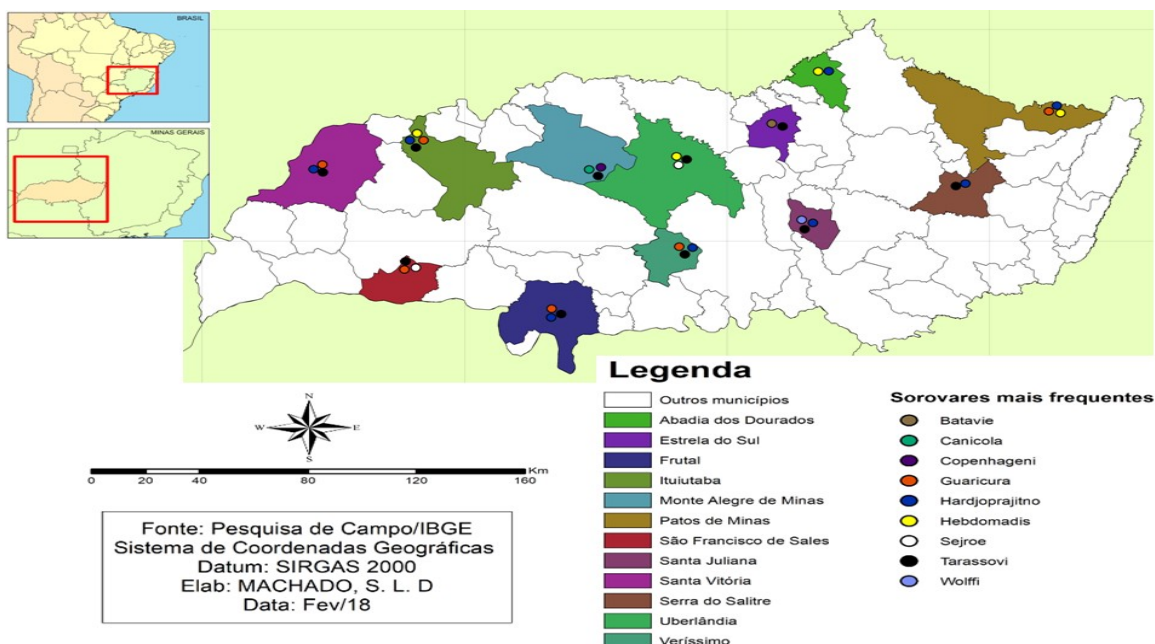 BRASIL
MINAS GERAIS
N
W
E
S
Km
0 20 40 80 120 160
Fonte: Pesquisa de Campo/IBGE
Sistema de Coordenadas Geográficas
Datum: SIRGAS 2000
Elab: MACHADO, S. L. D
Data: Fev/18
Legenda
Outros municípios
Abadia dos Dourados
Estrela do Sul
Frutal
Ituiutaba
Monte Alegre de Minas
Patos de Minas
São Francisco de Sales
Santa Juliana
Santa Vitória
Serra do Salitre
Uberlândia
Veríssimo
Sorovares mais frequentes
Batavie
Canicola
Copenhageni
Guaricura
Hardjoprajitno
Hebdomadis
Sejroe
Tarassovi
Wolffi